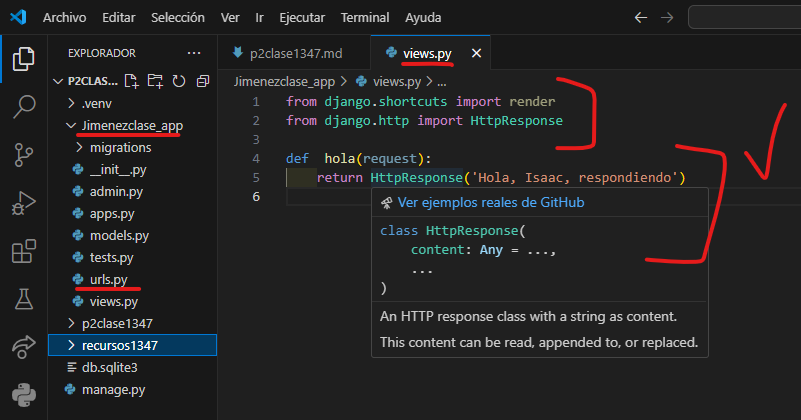 Archivo Editar Selección Ver Ir Ejecutar Terminal Ayuda
EXPLORADOR
P2CLAS...
.venv
Jimenezclase_app
migrations
__init__.py
admin.py
apps.py
models.py
tests.py
urls.py
views.py
p2clase1347
recursos1347
db.sqlite3
manage.py
p2clase1347.md views.py
Jimenezclase_app > views.py > ...
1 from django.shortcuts import render
2 from django.http import HttpResponse
3
4 def  hola(request):
5     return HttpResponse('Hola, Isaac, respondiendo')
6
Ver ejemplos reales de GitHub
class HttpResponse(
    content: Any = ...,
    ...
)
An HTTP response class with a string as content.
This content can be read, appended to, or replaced.